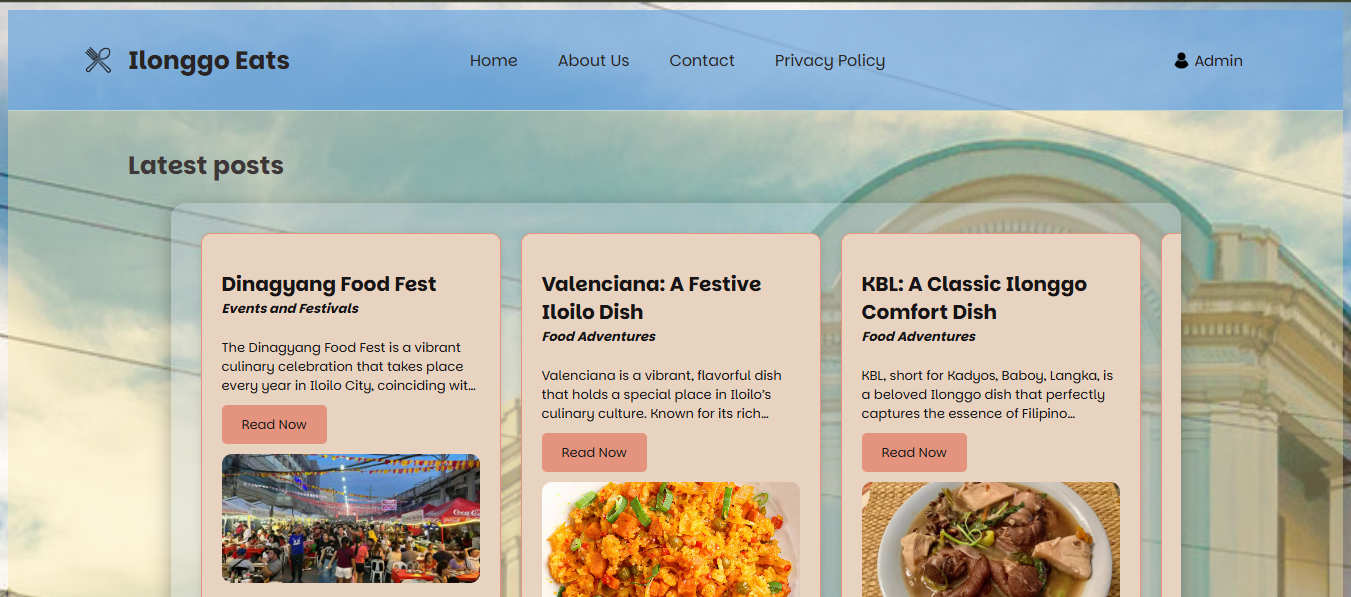 Ilonggo Eats
Home
About Us
Contact
Privacy Policy
Admin
Latest posts
Dinagyang Food Fest
Events and Festivals
The Dinagyang Food Fest is a vibrant
culinary celebration that takes place
every year in Iloilo City, coinciding wit...
Read Now
Valenciana: A Festive
Iloilo Dish
Food Adventures
Valenciana is a vibrant, flavorful dish
that holds a special place in Iloilo's
culinary culture. Known for its rich...
Read Now
KBL: A Classic Ilonggo
Comfort Dish
Food Adventures
KBL, short for Kadyos, Baboy, Langka, is
a beloved Ilonggo dish that perfectly
captures the essence of Filipino...
Read Now